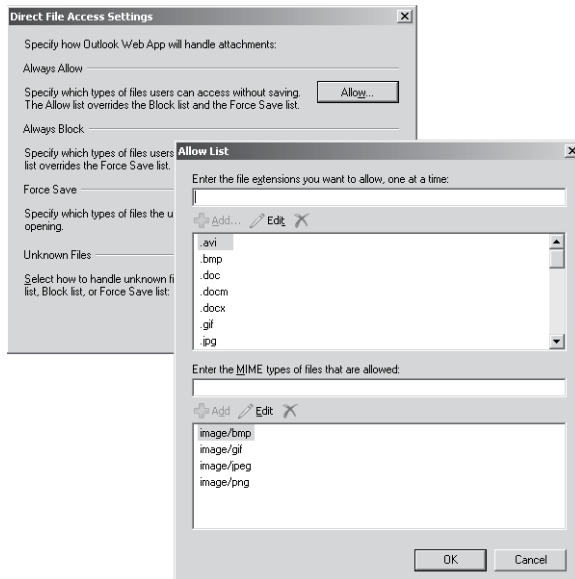 Direct File Access Settings
Specify how Outlook Web App will handle attachments:
Always Allow
Specify which types of files users can access without saving.
The Allow list overrides the Block list and the Force Save list.
Allow...
Always Block
Specify which types of files users
list overrides the Force Save list.
Force Save
Specify which types of files the u
opening.
Unknown Files
Select how to handle unknown fi
list, Block list, or Force Save list:
Allow List
Enter the file extensions you want to allow, one at a time:
Add... Edit
.avi
.bmp
.doc
.docm
.docx
.gif
.jpg
Enter the MIME types of files that are allowed:
Add Edit
image/bmp
image/gif
image/jpeg
image/png
OK Cancel